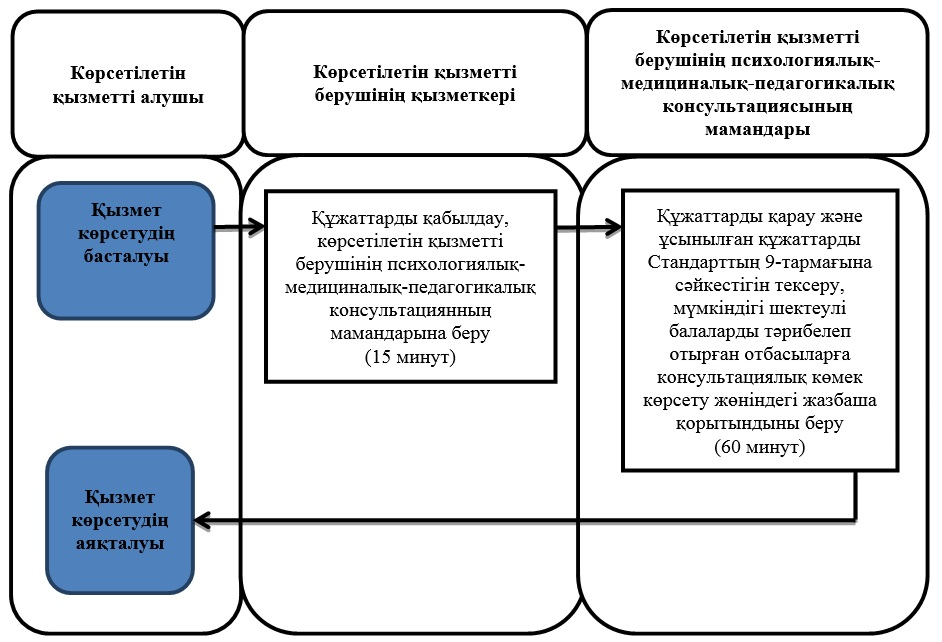 Көрсетілетін
қызметті алушы
Көрсетілетін қызметті
берушінің қызметкері
Көрсетілетін қызметті
берушінің психологиялық-
медициналық-педагогикалық
консультациясының
мамандары
Қызмет
көрсетудің
басталуы
Құжаттарды қабылдау,
көрсетілетін қызметті
берушінің психологиялық-
медициналық-педагогикалық
консультациянның
мамандарына беру
(15 минут)
Құжаттарды қарау және
ұсынылған құжаттарды
Стандарттың 9-тармағына
сәйкестігін тексеру,
мүмкіндігі шектеулі
балаларды тәрибелеп
отырған отбасыларға
консультациялық көмек
көрсету жөніндегі жазбаша
қорытындыны беру
(60 минут)
Қызмет
көрсетудің
аяқталуы